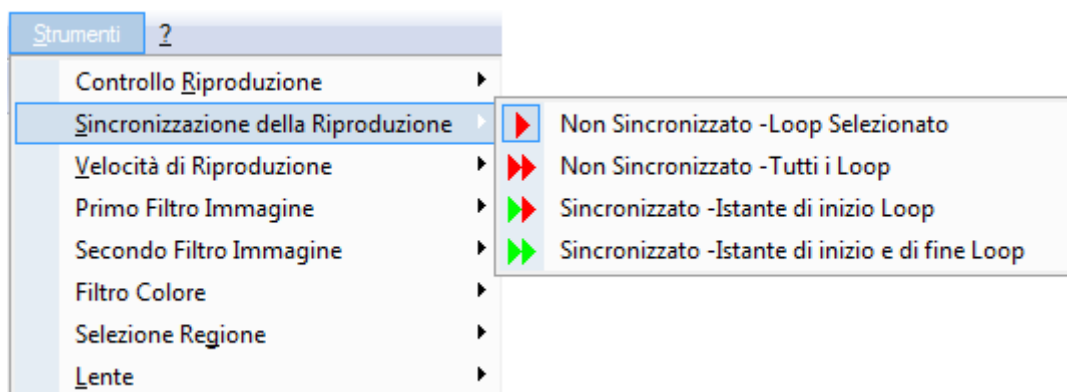 Strumenti ?
Controllo Riproduzione
Sincronizzazione della Riproduzione
Non Sincronizzato -Loop Selezionato
Velocità di Riproduzione
Non Sincronizzato -Tutti i Loop
Primo Filtro Immagine
Sincronizzato -Istante di inizio Loop
Secondo Filtro Immagine
Sincronizzato -Istante di inizio e di fine Loop
Filtro Colore
Selezione Regione
Lente